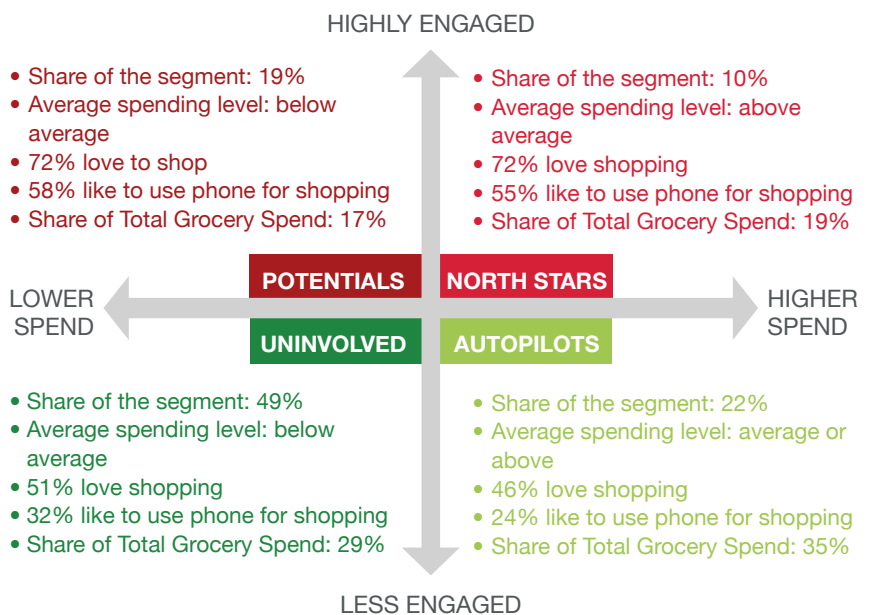 HIGHLY ENGAGED
• Share of the segment: 19%
• Average spending level: below
average
• 72% love to shop
• 58% like to use phone for shopping
• Share of Total Grocery Spend: 17%
• Share of the segment: 10%
• Average spending level: above
average
• 72% love shopping
• 55% like to use phone for shopping
• Share of Total Grocery Spend: 19%
LOWER
SPEND
POTENTIALS
NORTH STARS
UNINVOLVED
AUTOPILOTS
HIGHER
SPEND
• Share of the segment: 49%
• Average spending level: below
average
• 51% love shopping
• 32% like to use phone for shopping
• Share of Total Grocery Spend: 29%
• Share of the segment: 22%
• Average spending level: average or
above
• 46% love shopping
• 24% like to use phone for shopping
• Share of Total Grocery Spend: 35%
LESS ENGAGED